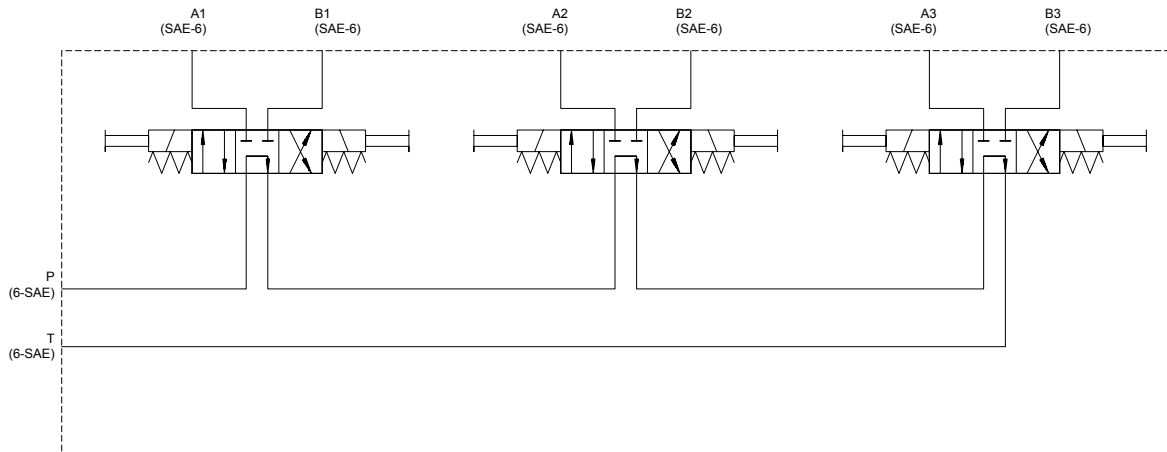 A1
(SAE-6)
B1
(SAE-6)
A2
(SAE-6)
B2
(SAE-6)
A3
(SAE-6)
B3
(SAE-6)
P
(6-SAE)
T
(6-SAE)